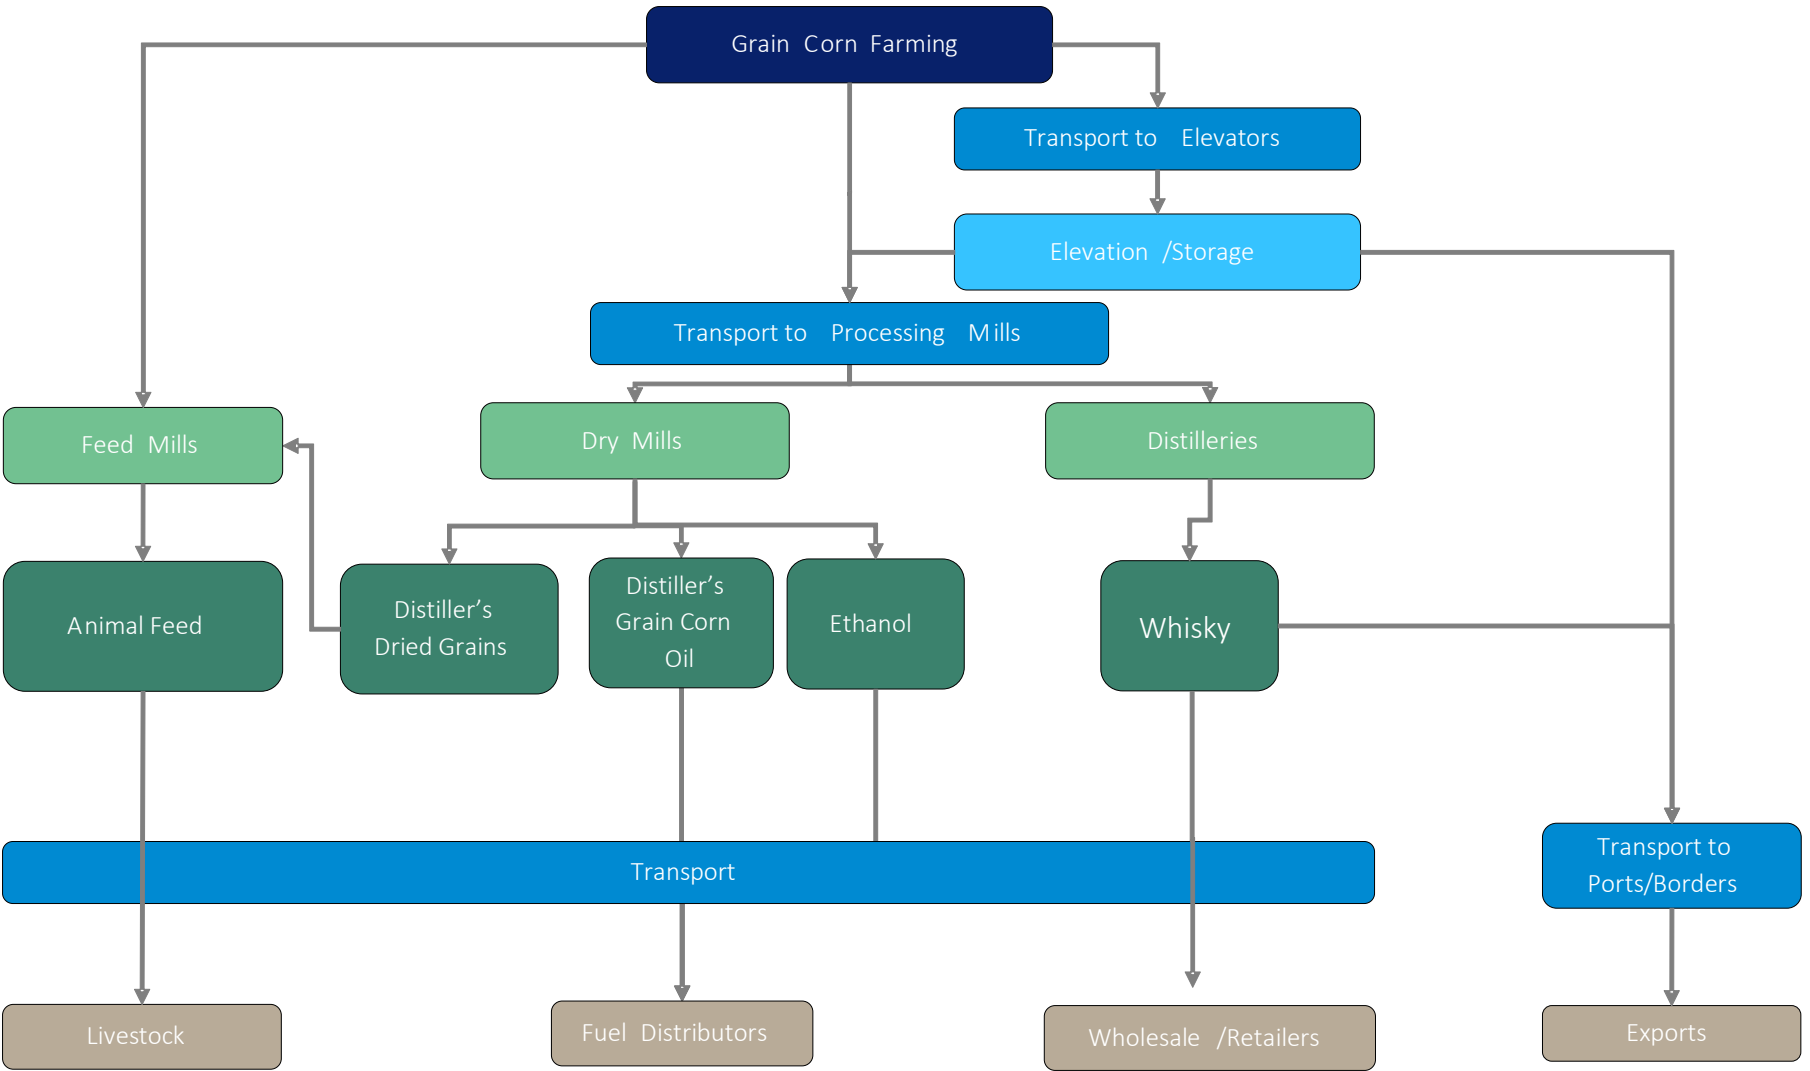 Grain Corn Farming
Transport to Elevators
Elevation /Storage
Transport to Processing Mills
Feed Mills
Dry Mills
Distilleries
Animal Feed
Distiller’s
Dried Grains
Distiller’s
Grain Corn
Oil
Ethanol
Whisky
Transport
Transport to
Ports/Borders
Livestock
Fuel Distributors
Wholesale /Retailers
Exports